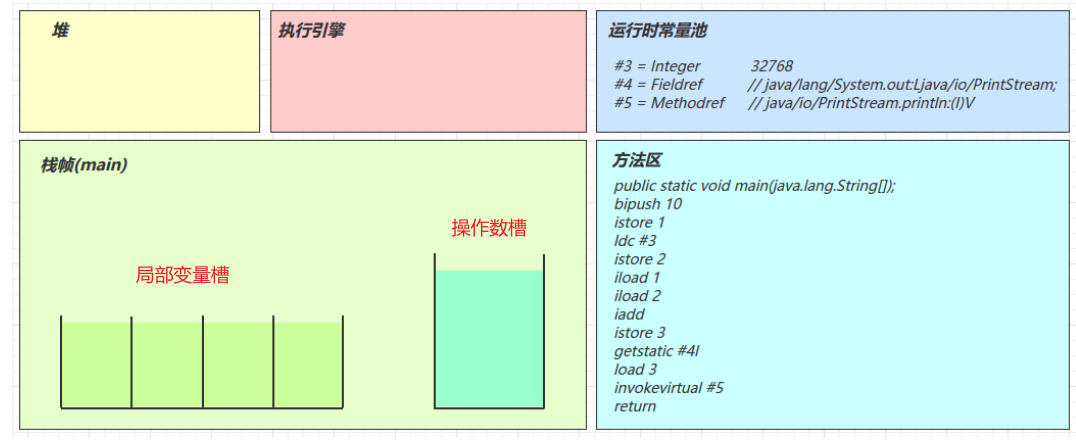 堆
执行引擎
运行时常量池
#3 = Integer 32768
#4 = Fieldref // java/lang/System.out:Ljava/io/PrintStream;
#5 = Methodref // java/io/PrintStream.println:(I)V
栈帧(main)
局部变量槽
操作数槽
方法区
public static void main(java.lang.String[]);
bipush 10
istore 1
ldc #3
istore 2
iload 1
iload 2
iadd
istore 3
getstatic #4l
load 3
invokevirtual #5
return